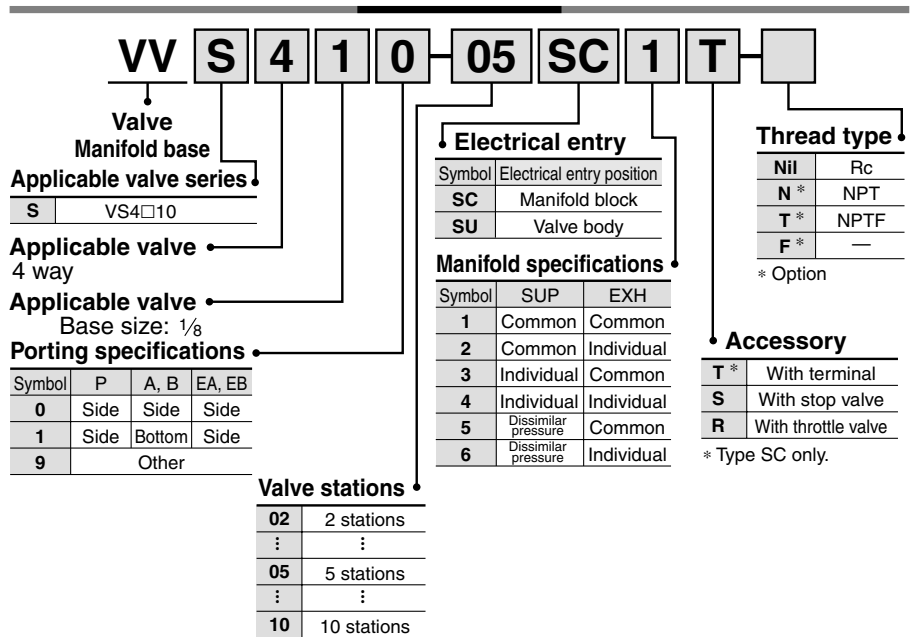 VV S 4 1 0 - 05 SC 1 T -
Valve
Manifold base
Applicable valve series
S VS4□10
Applicable valve
4 way
Applicable valve
Base size: 1/8
Porting specifications
Symbol P A, B EA, EB
0 Side Side Side
1 Side Bottom Side
9 Other
Valve stations
02 2 stations
⋮ ⋮
05 5 stations
⋮ ⋮
10 10 stations
Electrical entry
Symbol Electrical entry position
SC Manifold block
SU Valve body
Manifold specifications
Symbol SUP EXH
1 Common Common
2 Common Individual
3 Individual Common
4 Individual Individual
5 Dissimilar pressure Common
6 Dissimilar pressure Individual
Thread type
Nil Rc
N * NPT
T * NPTF
F * —
* Option
Accessory
T * With terminal
S With stop valve
R With throttle valve
* Type SC only.